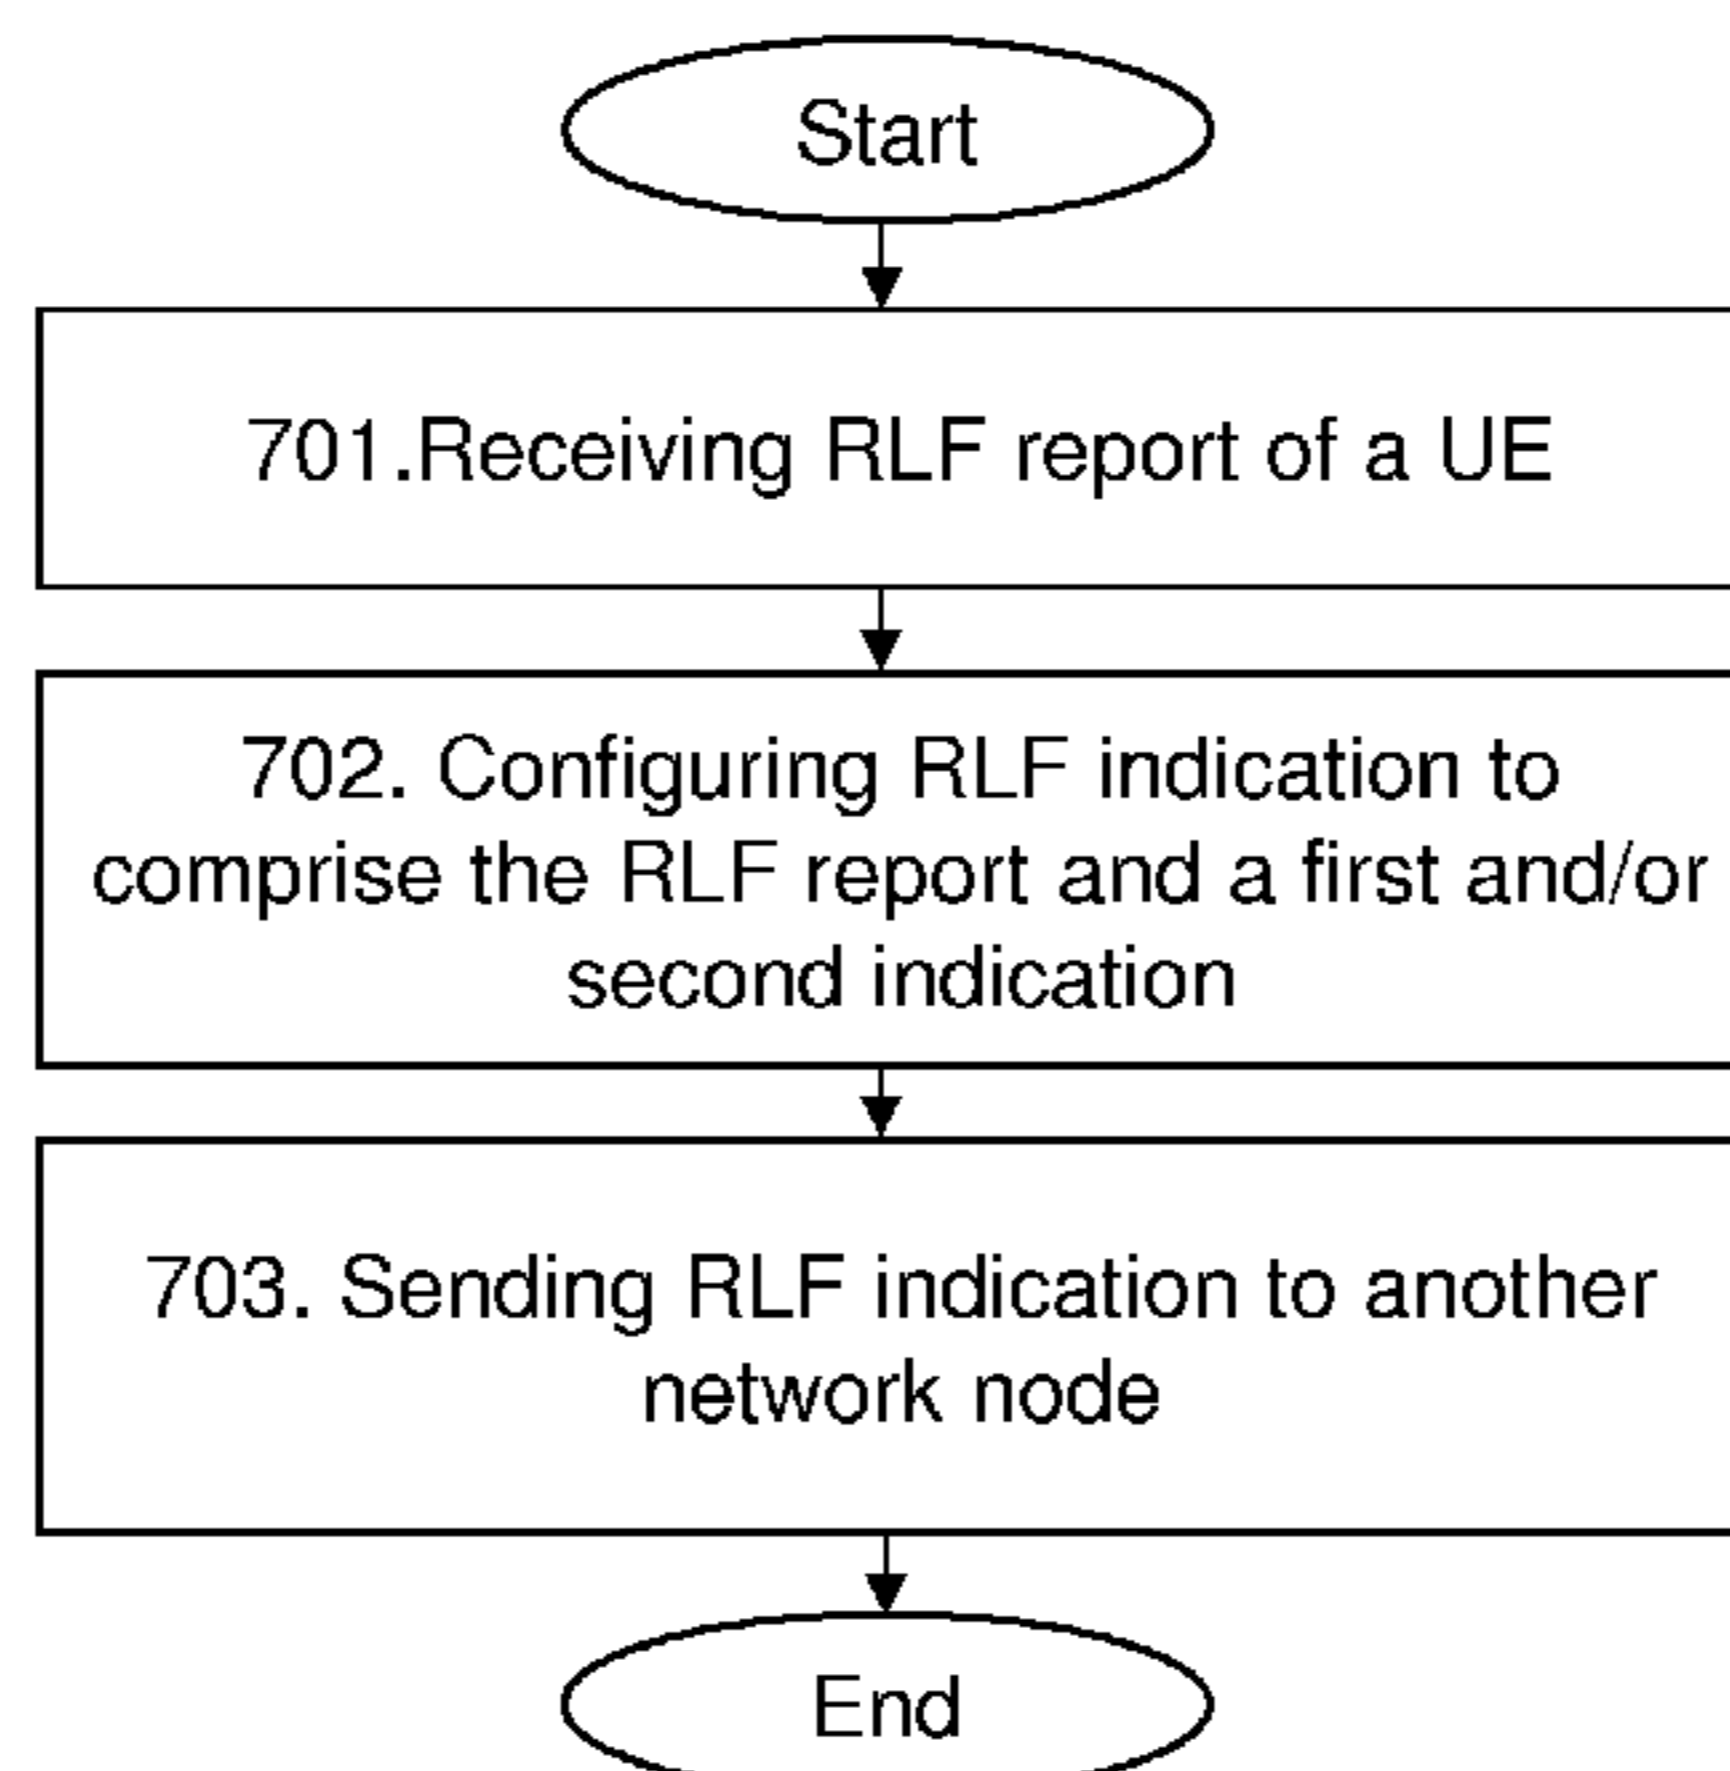 Start
701.Receiving RLF report of a UE
702. Configuring RLF indication to
comprise the RLF report and a first and/or
second indication
703. Sending RLF indication to another
network node
End